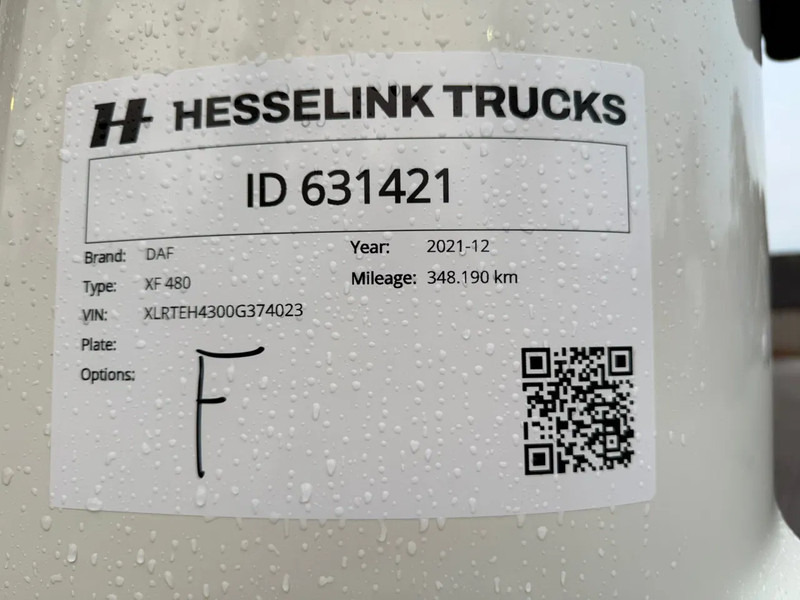 H HESSELINK TRUCKS
ID 631421
Brand: DAF
Year: 2021-12
Type: XF 480
Mileage: 348.190 km
VIN: XLRTEH4300G374023
Plate:
Options:
F